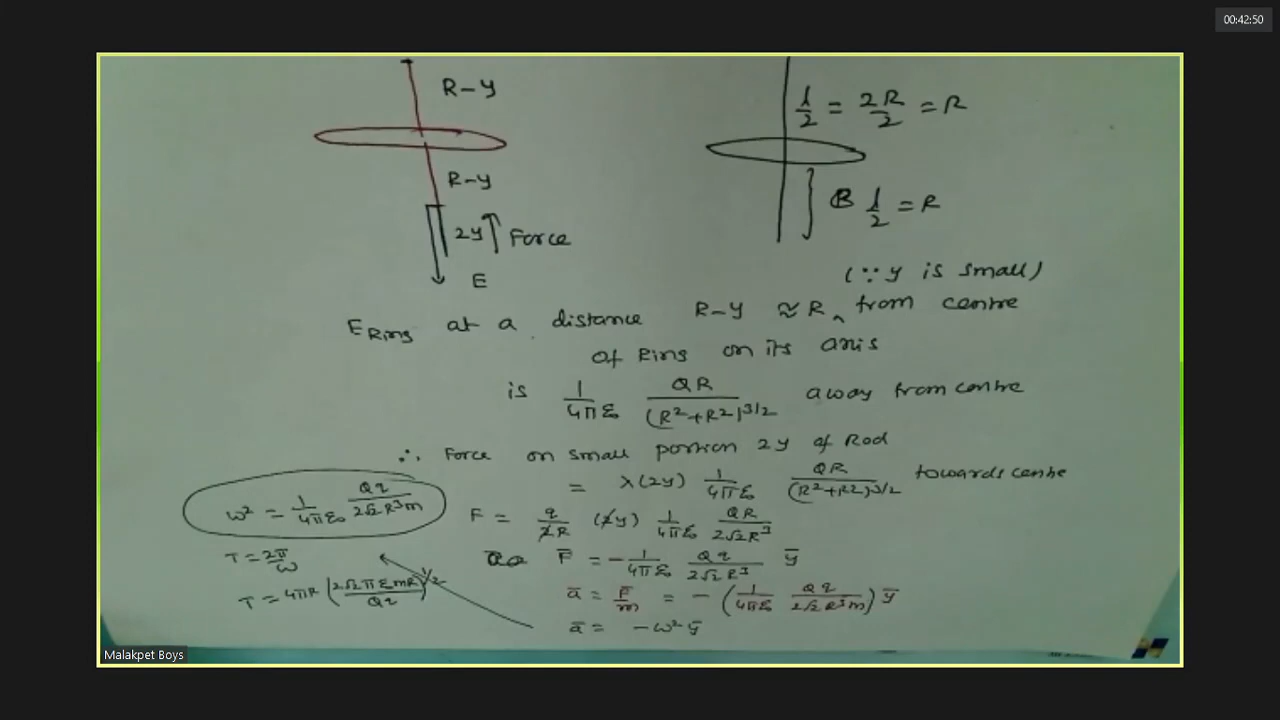 00:42:50
R-y
R-y
2y Force
E
l/2 = 2R/2 = R
l/2 = R
(∵ y is small)
E Ring at a distance R-y ≈ R, from centre
of Ring on its axis
is 1/4πε₀ QR/(R²+R²)^3/2 away from centre
∴ Force on small portion 2y of Rod
= λ(2y) 1/4πε₀ QR/(R²+R²)^3/2 towards centre
F = q/2R (2y) 1/4πε₀ QR/2√2R³
F̄ = -1/4πε₀ Qq/2√2R³ ȳ
ā = F̄/m = -(1/4πε₀ Qq/2√2R³m) ȳ
ā = -ω²ȳ
ω² = 1/4πε₀ Qq/2√2R³m
T = 2π/ω
T = 4πR (2√2πε₀mR/Qq)^1/2
Malakpet Boys